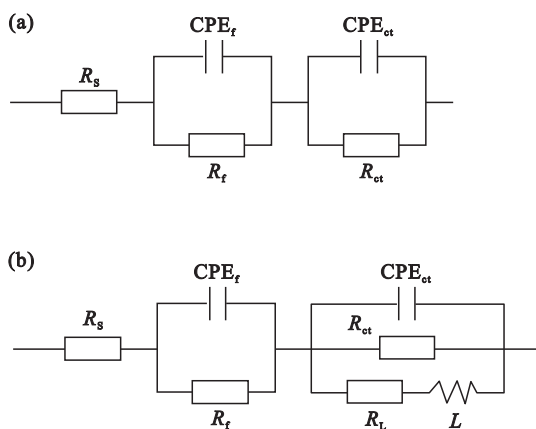 (a)
CPE_f
CPE_ct
R_S
R_f
R_ct
(b)
CPE_f
CPE_ct
R_S
R_ct
R_f
R_L
L